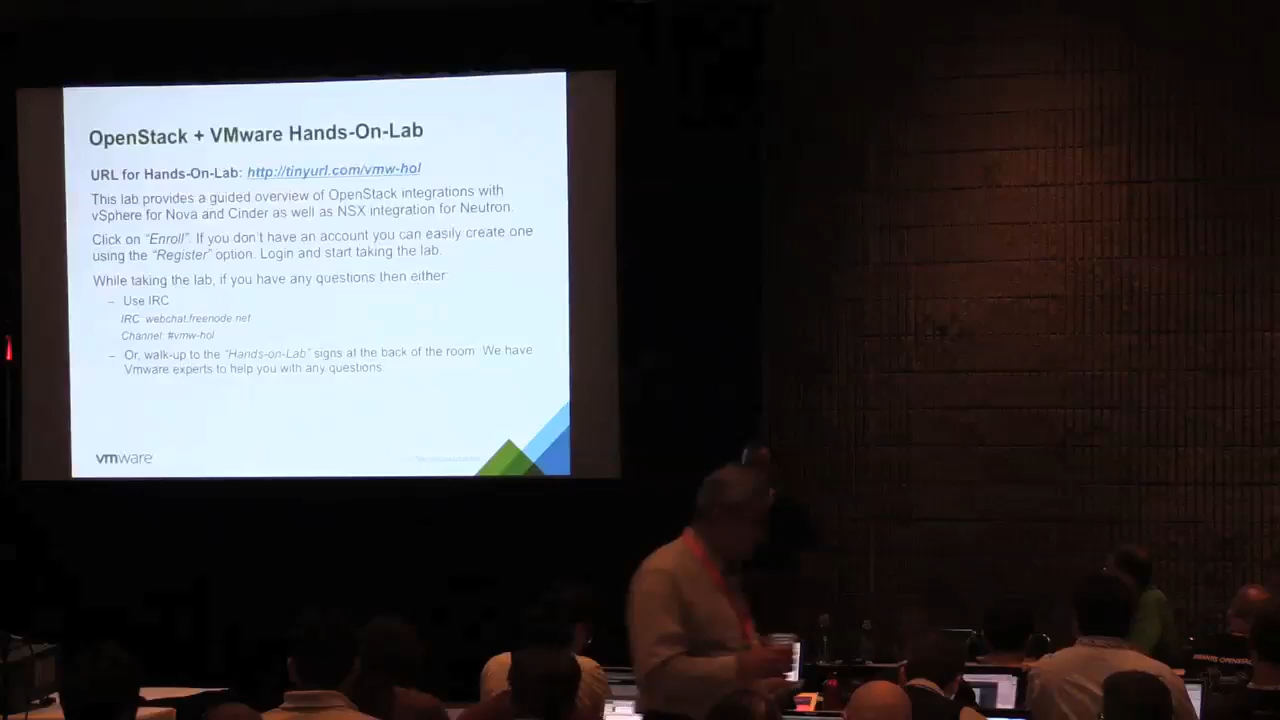 OpenStack + VMware Hands-On-Lab
URL for Hands-On-Lab: http://tinyurl.com/vmw-hol
This lab provides a guided overview of OpenStack integrations with
vSphere for Nova and Cinder as well as NSX integration for Neutron.
Click on “Enroll”. If you don’t have an account you can easily create one
using the “Register” option. Login and start taking the lab.
While taking the lab, if you have any questions then either:
– Use IRC
IRC: webchat.freenode.net
Channel: #vmw-hol
– Or, walk-up to the “Hands-on-Lab” signs at the back of the room. We have
Vmware experts to help you with any questions.
vmware